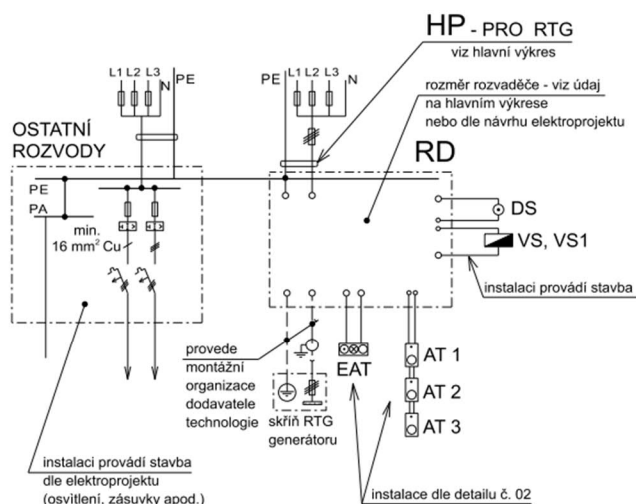 HP - PRO RTG
viz hlavní výkres
L1 L2 L3
N
PE
PE
L1 L2 L3
N
rozměr rozvaděče - viz údaj
na hlavním výkrese
nebo dle návrhu elektroprojektu
OSTATNÍ
ROZVODY
RD
PE
PA
min.
16 mm² Cu
DS
VS, VS1
instalaci provádí stavba
provede
montážní
organizace
dodavatele
technologie
EAT
AT 1
AT 2
AT 3
skříň RTG
generátoru
instalaci provádí stavba
dle elektroprojektu
(osvitlení, zásuvky apod.)
instalace dle detailu č. 02